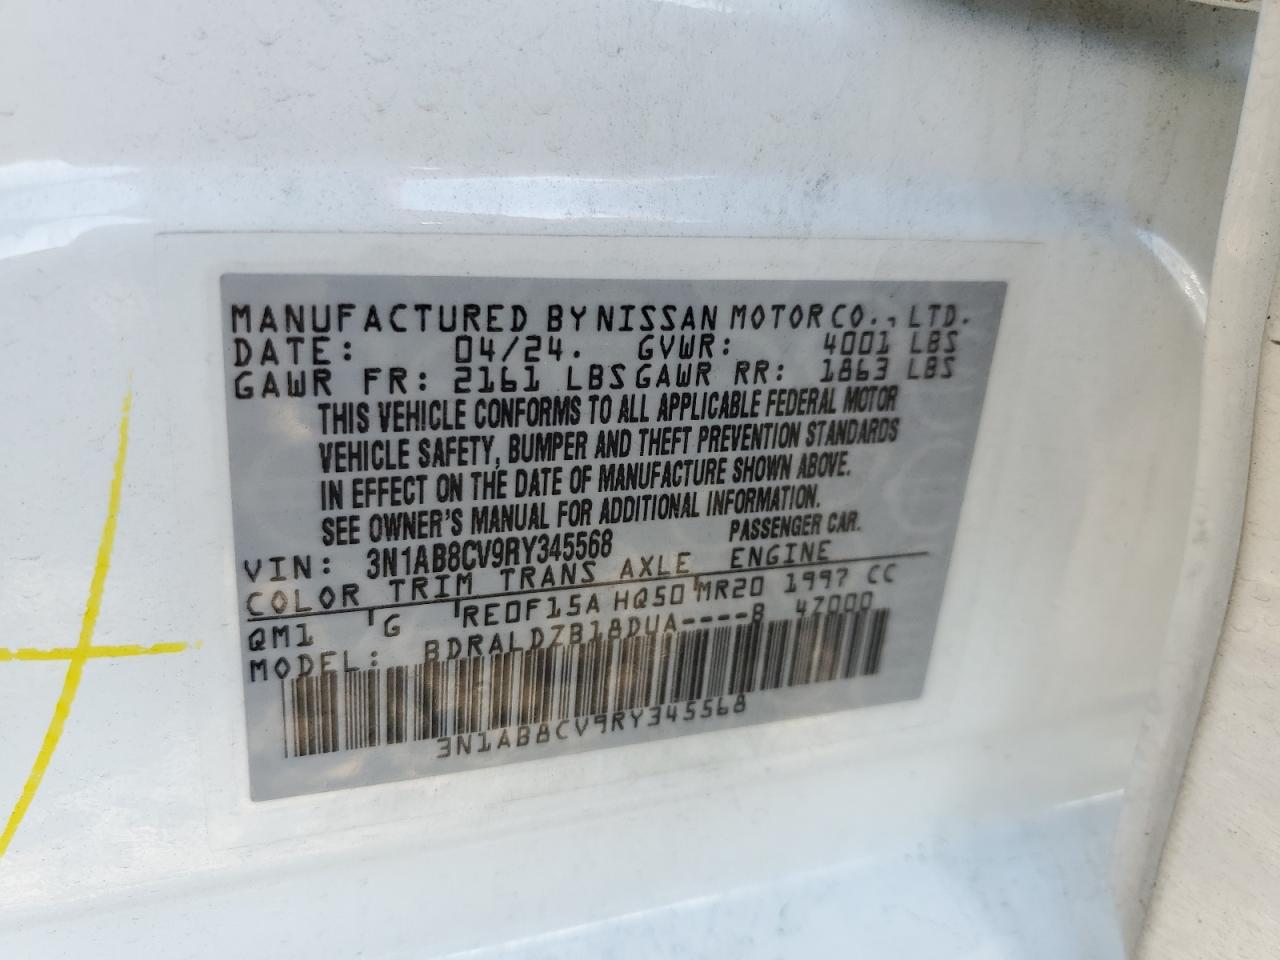 MANUFACTURED BY NISSAN MOTOR CO., LTD.
DATE: 04/24. GVWR: 4001 LBS
GAWR FR: 2161 LBS GAWR RR: 1863 LBS
THIS VEHICLE CONFORMS TO ALL APPLICABLE FEDERAL MOTOR
VEHICLE SAFETY, BUMPER AND THEFT PREVENTION STANDARDS
IN EFFECT ON THE DATE OF MANUFACTURE SHOWN ABOVE.
SEE OWNER'S MANUAL FOR ADDITIONAL INFORMATION.
VIN: 3N1AB8CV9RY345568 PASSENGER CAR.
COLOR TRIM TRANS AXLE ENGINE
QM1 G RE0F15A HQ50 MR20 1997 CC
MODEL: BDRALDZB18DUA----B 4Z000
3N1AB8CV9RY345568